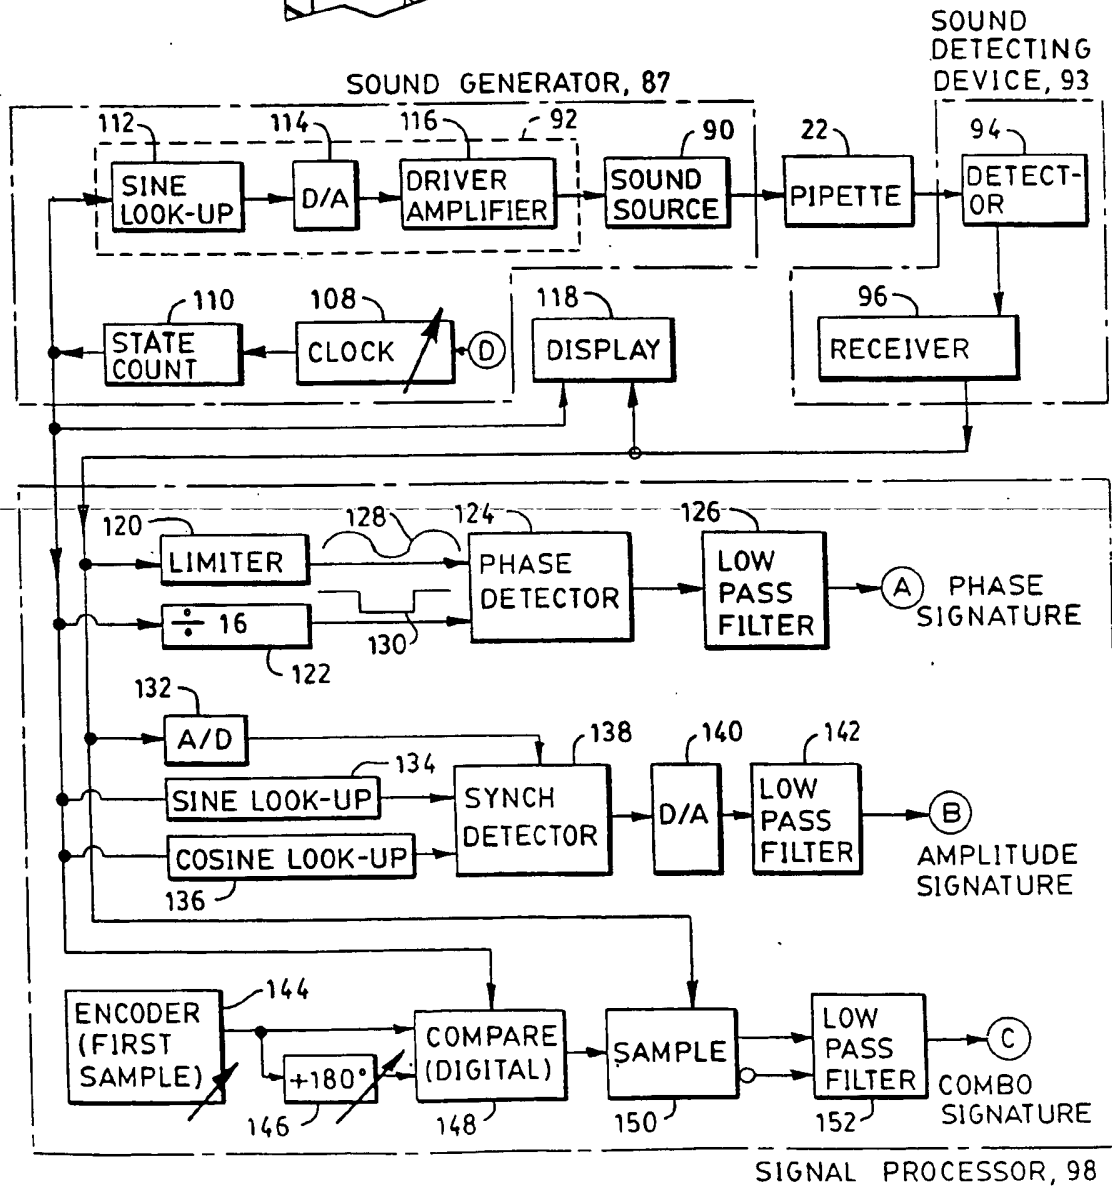 SOUND
DETECTING
DEVICE, 93
SOUND GENERATOR, 87
112
114
116
92
90
22
94
SINE
LOOK-UP
D/A
DRIVER
AMPLIFIER
SOUND
SOURCE
PIPETTE
DETECT-
OR
110
108
118
96
STATE
COUNT
CLOCK
D
DISPLAY
RECEIVER
120
128
124
126
LIMITER
÷ 16
130
122
PHASE
DETECTOR
LOW
PASS
FILTER
A
PHASE
SIGNATURE
132
A/D
134
SINE LOOK-UP
COSINE LOOK-UP
136
138
SYNCH
DETECTOR
140
D/A
142
LOW
PASS
FILTER
B
AMPLITUDE
SIGNATURE
144
ENCODER
(FIRST
SAMPLE)
+180°
146
COMPARE
(DIGITAL)
148
SAMPLE
150
LOW
PASS
FILTER
152
C
COMBO
SIGNATURE
SIGNAL PROCESSOR, 98